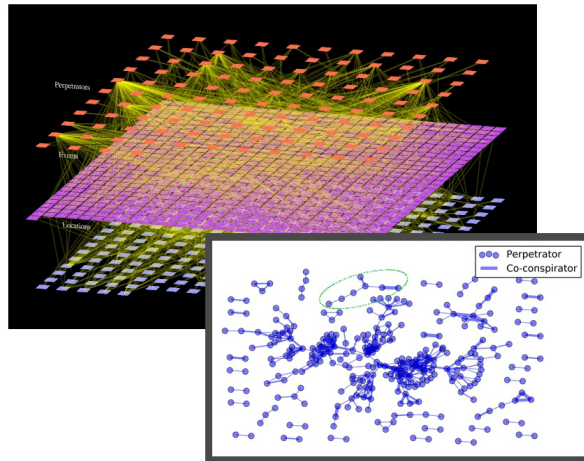 Perpetrators
Events
Locations
Perpetrator
Co-conspirator